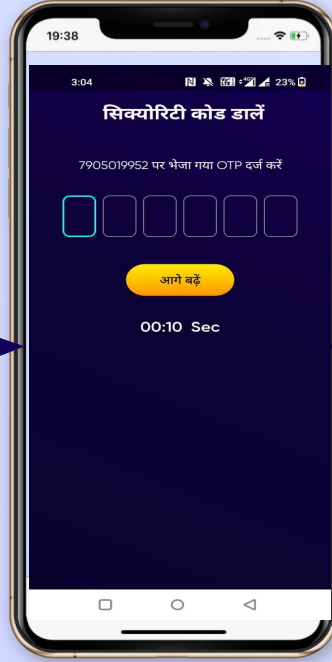 19:38
3:04
23%
सिक्योरिटी कोड डालें
7905019952 पर भेजा गया OTP दर्ज करें
आगे बढ़ें
00:10 Sec